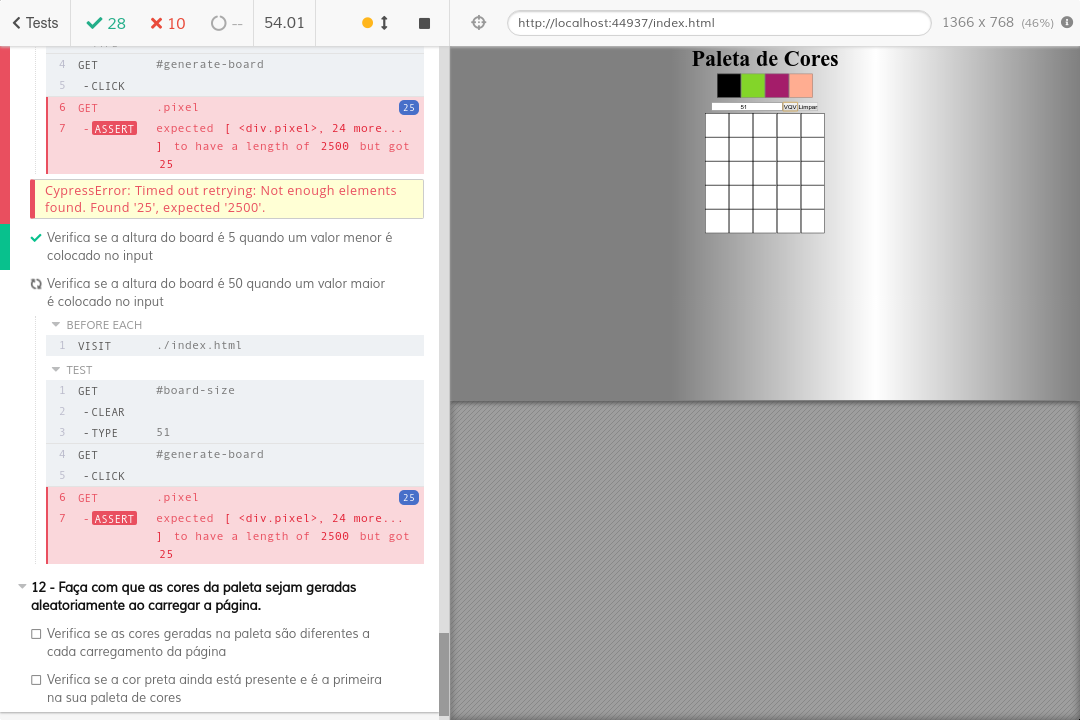 Tests
28
10
--
54.01
http://localhost:44937/index.html
1366 x 768 (46%)
4 GET #generate-board
5 -CLICK
6 GET .pixel 25
7 -ASSERT expected [ <div.pixel>, 24 more...
] to have a length of 2500 but got
25
CypressError: Timed out retrying: Not enough elements
found. Found '25', expected '2500'.
Verifica se a altura do board é 5 quando um valor menor é
colocado no input
Verifica se a altura do board é 50 quando um valor maior
é colocado no input
BEFORE EACH
1 VISIT ./index.html
TEST
1 GET #board-size
2 -CLEAR
3 -TYPE 51
4 GET #generate-board
5 -CLICK
6 GET .pixel 25
7 -ASSERT expected [ <div.pixel>, 24 more...
] to have a length of 2500 but got
25
12 - Faça com que as cores da paleta sejam geradas
aleatoriamente ao carregar a página.
Verifica se as cores geradas na paleta são diferentes a
cada carregamento da página
Verifica se a cor preta ainda está presente e é a primeira
na sua paleta de cores
Paleta de Cores
51 VQV Limpar